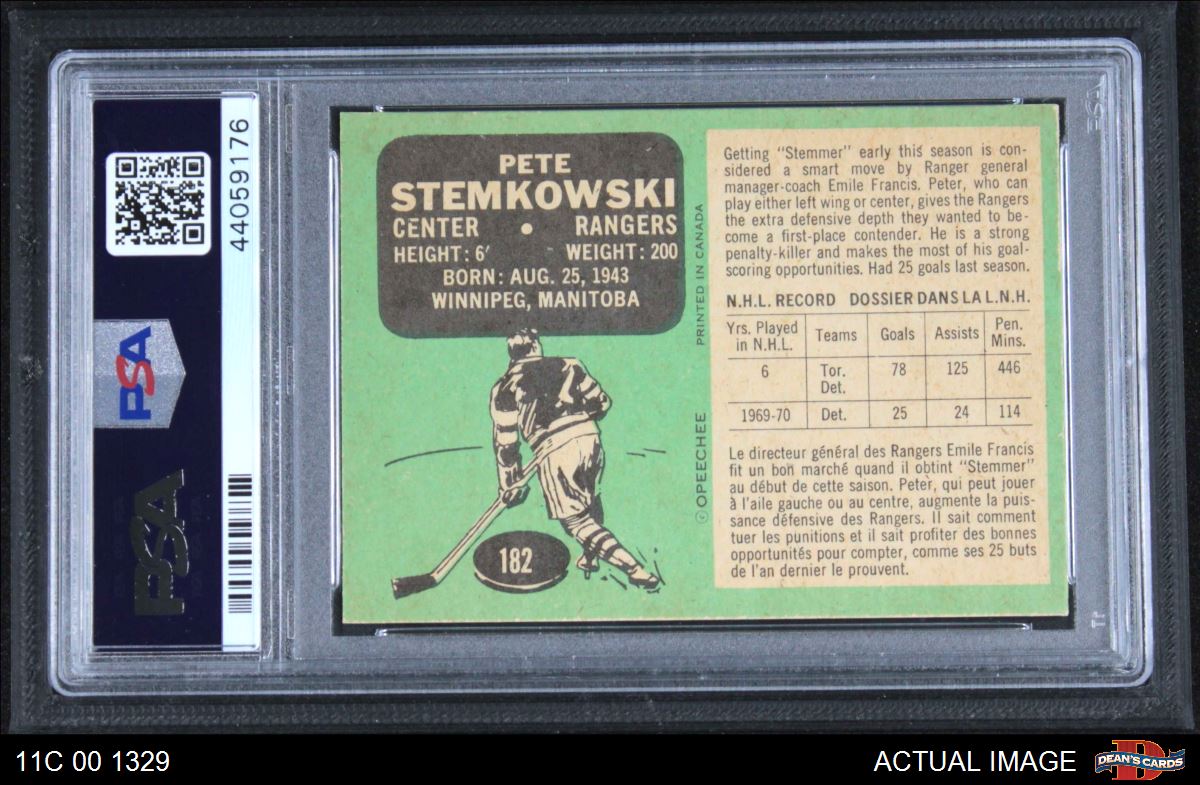 44059176
PSA
PSA
PSA
PETE
STEMKOWSKI
CENTER • RANGERS
HEIGHT: 6' WEIGHT: 200
BORN: AUG. 25, 1943
WINNIPEG, MANITOBA
182
© OPEECHEE PRINTED IN CANADA
Getting "Stemmer" early this season is con-
sidered a smart move by Ranger general
manager-coach Emile Francis. Peter, who can
play either left wing or center, gives the Rangers
the extra defensive depth they wanted to be-
come a first-place contender. He is a strong
penalty-killer and makes the most of his goal-
scoring opportunities. Had 25 goals last season.
N.H.L. RECORD DOSSIER DANS LA L.N.H.
Yrs. Played Teams Goals Assists Pen.
in N.H.L. Mins.
6 Tor. 78 125 446
Det.
1969-70 Det. 25 24 114
Le directeur général des Rangers Emile Francis
fit un bon marché quand il obtint "Stemmer"
au début de cette saison. Peter, qui peut jouer
à l'aile gauche ou au centre, augmente la puis-
sance défensive des Rangers. Il sait comment
tuer les punitions et il sait profiter des bonnes
opportunités pour compter, comme ses 25 buts
de l'an dernier le prouvent.
11C 00 1329
ACTUAL IMAGE
D
DEAN'S CARDS